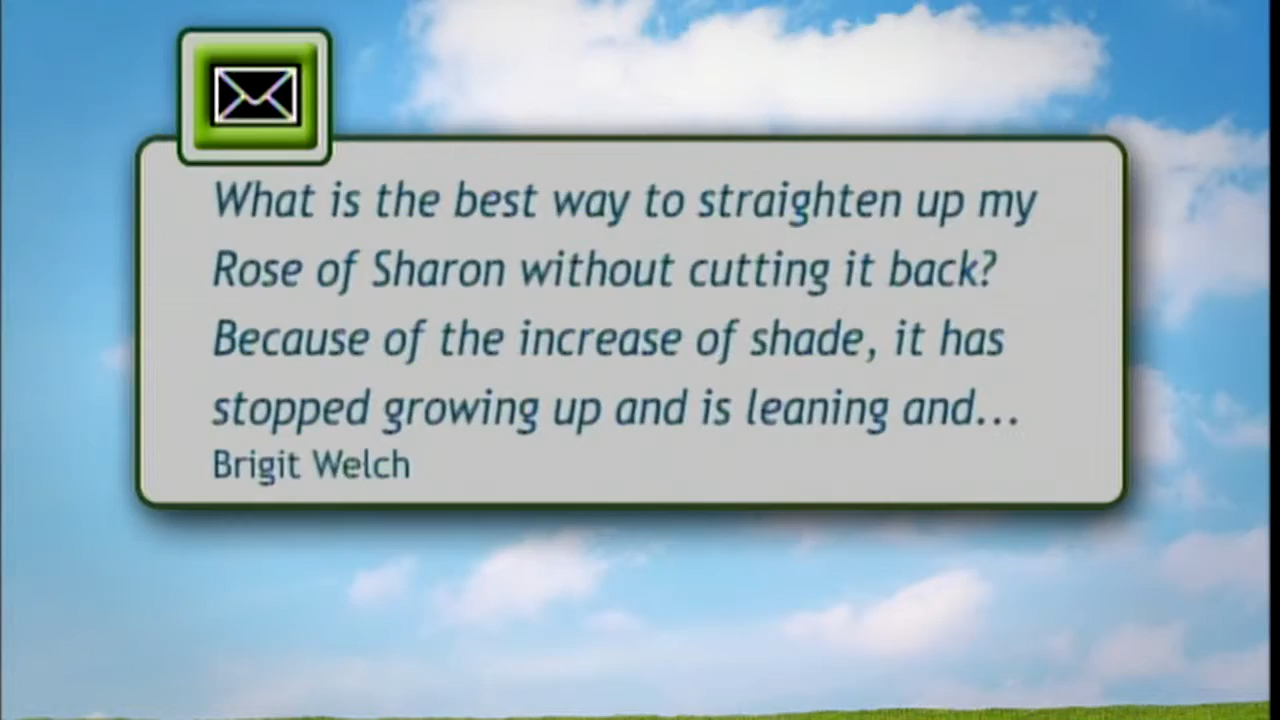 What is the best way to straighten up my
Rose of Sharon without cutting it back?
Because of the increase of shade, it has
stopped growing up and is leaning and...
Brigit Welch